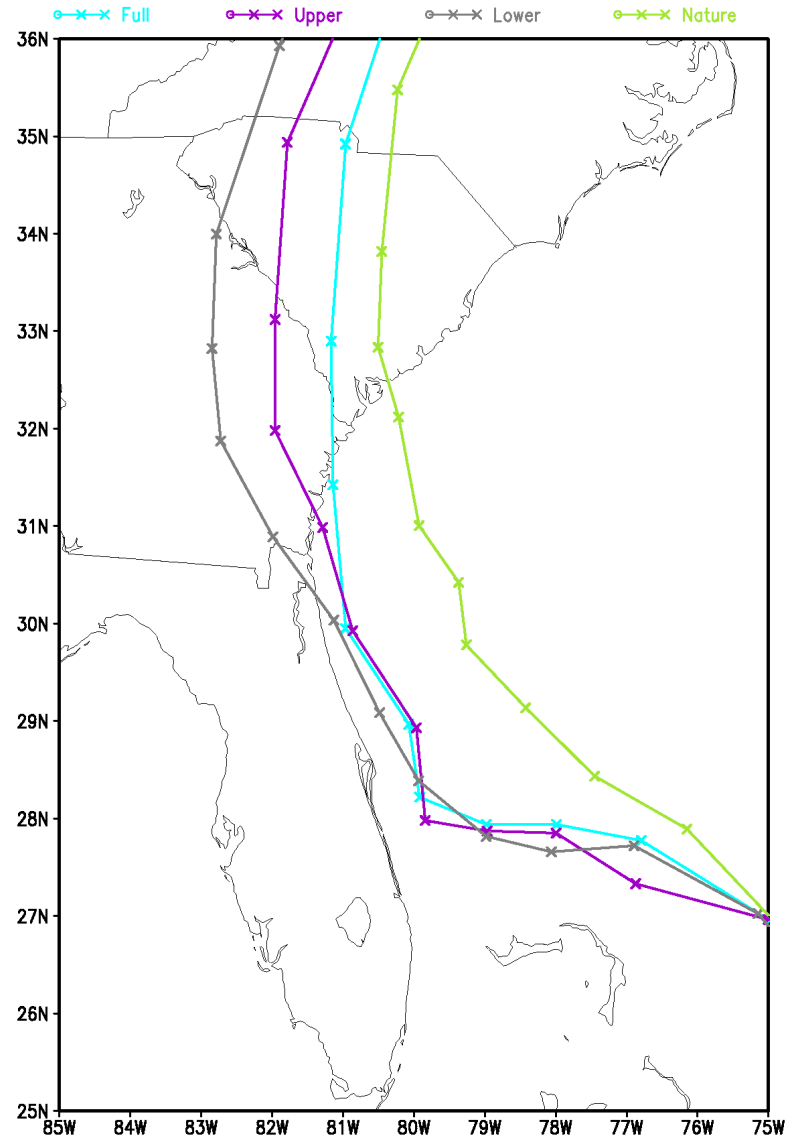 Full Upper Lower Nature
36N
35N
34N
33N
32N
31N
30N
29N
28N
27N
26N
25N
85W 84W 83W 82W 81W 80W 79W 78W 77W 76W 75W